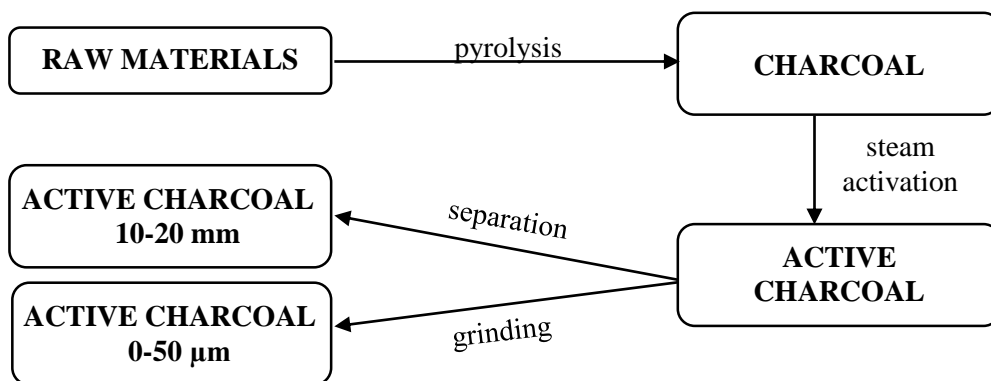 RAW MATERIALS
pyrolysis
CHARCOAL
steam
activation
ACTIVE CHARCOAL
10-20 mm
separation
ACTIVE
CHARCOAL
ACTIVE CHARCOAL
0-50 µm
grinding